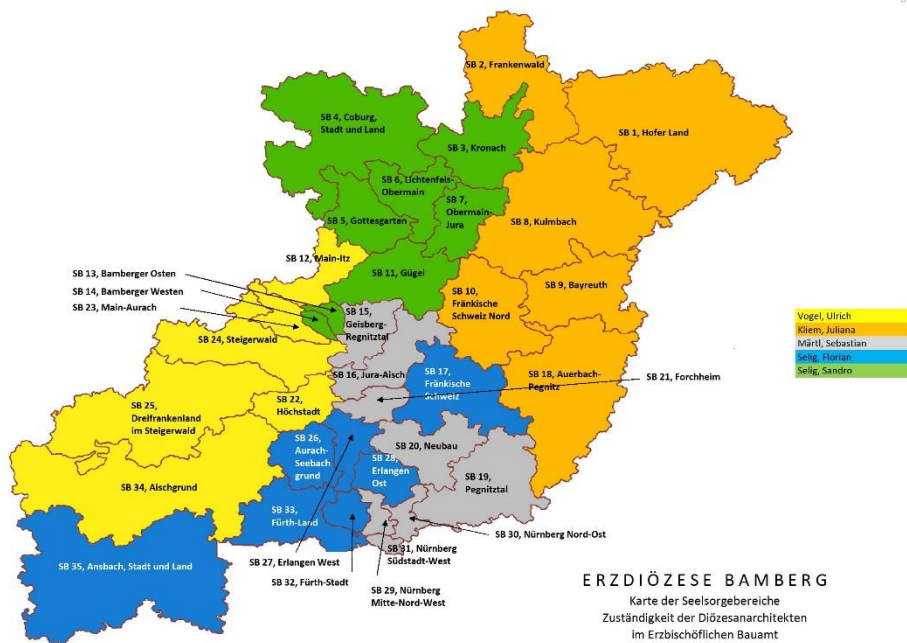 SB 2, Frankenwald
SB 1, Hofer Land
SB 4, Coburg,
Stadt und Land
SB 3, Kronach
SB 6, Lichtenfels-
Obermain
SB 7,
Obermain-
Jura
SB 5, Gottesgarten
SB 8, Kulmbach
SB 12, Main-Itz
SB 13, Bamberger Osten
SB 14, Bamberger Westen
SB 23, Main-Aurach
SB 11, Gügel
SB 10,
Fränkische
Schweiz Nord
SB 9, Bayreuth
SB 15,
Geisberg-
Regnitztal
SB 24, Steigerwald
SB 16, Jura-Aisch
SB 17,
Fränkische
Schweiz
SB 18, Auerbach-
Pegnitz
SB 21, Forchheim
SB 25,
Dreifrankenland
im Steigerwald
SB 22,
Höchstadt
SB 26,
Aurach-
Seebach
grund
SB 20, Neubau
SB 28,
Erlangen
Ost
SB 19,
Pegnitztal
SB 34, Aischgrund
SB 33,
Fürth-Land
SB 30, Nürnberg Nord-Ost
SB 31, Nürnberg
Südstadt-West
SB 27, Erlangen West
SB 32, Fürth-Stadt
SB 29, Nürnberg
Mitte-Nord-West
SB 35, Ansbach, Stadt und Land
Vogel, Ulrich
Kliem, Juliana
Märtl, Sebastian
Selig, Florian
Selig, Sandro
ERZDIÖZESE BAMBERG
Karte der Seelsorgebereiche
Zuständigkeit der Diözesanarchitekten
im Erzbischöflichen Bauamt